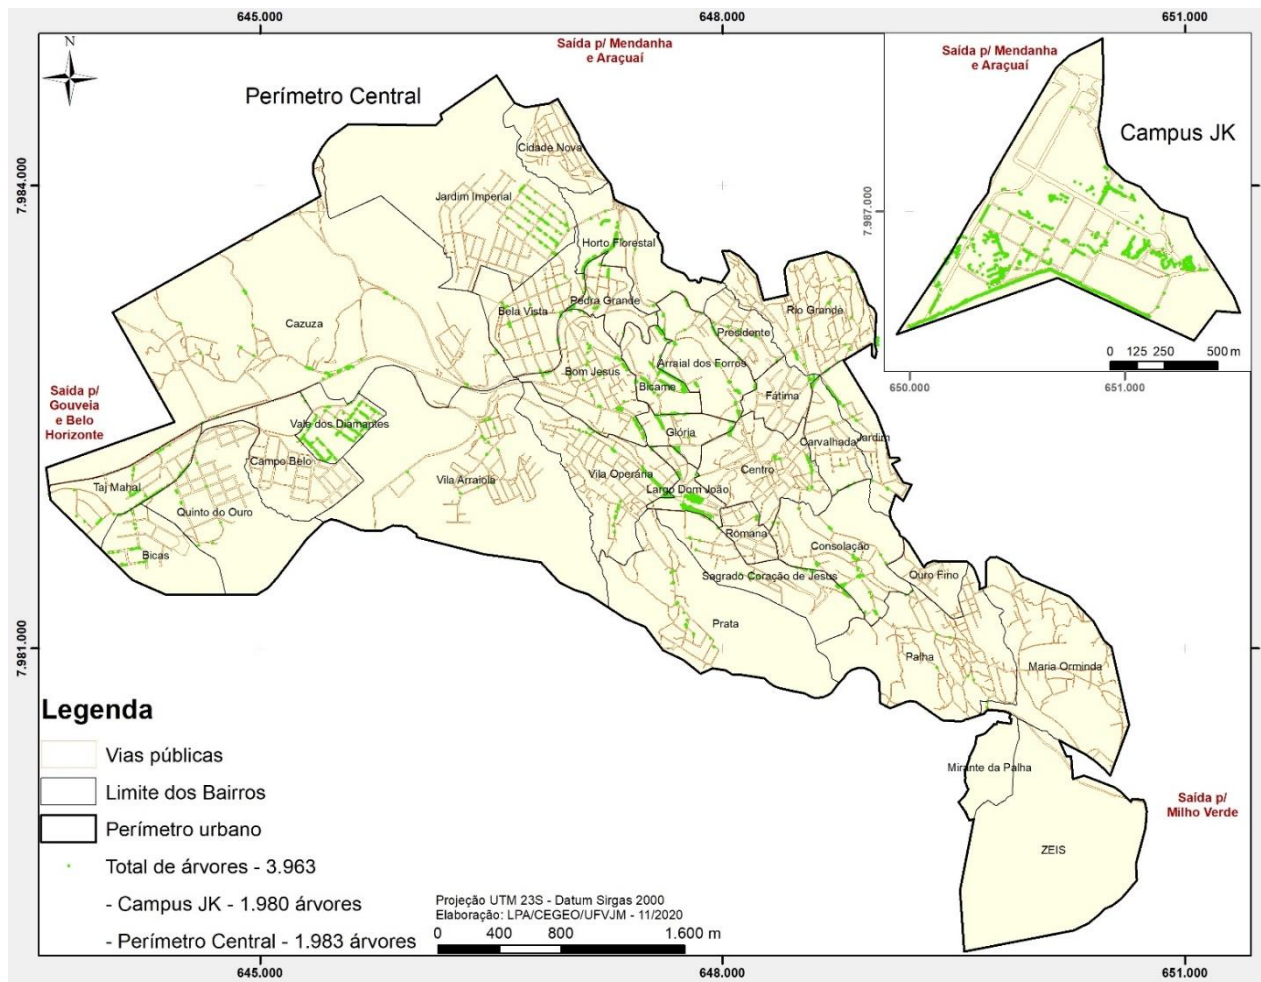 645.000
648.000
651.000
N
Saída p/ Mendanha
e Araçuaí
Saída p/ Mendanha
e Araçuaí
Perímetro Central
Campus JK
Cidade Nova
7.984.000
Jardim Imperial
7.987.000
Horto Florestal
Pedra Grande
Bela Vista
Rio Grande
Cazuza
Presidente
Arraial dos Forros
0 125 250 500 m
650.000
651.000
Bom Jesus
Bicame
Fátima
Saída p/
Gouveia
e Belo
Horizonte
Vale dos Diamantes
Glória
Carvalhada
Jardim
Campo Belo
Centro
Vila Operária
Vila Arraiola
Taj Mahal
Largo Dom João
Quinto do Ouro
Romana
Bicas
Consolação
Sagrado Coração de Jesus
Ouro Fino
Prata
7.981.000
Palha
Maria Orminda
Legenda
Vias públicas
Limite dos Bairros
Perímetro urbano
Total de árvores - 3.963
- Campus JK - 1.980 árvores
- Perímetro Central - 1.983 árvores
Mirante da Palha
Saída p/
Milho Verde
ZEIS
Projeção UTM 23S - Datum Sirgas 2000
Elaboração: LPA/CEGEO/UFVJM - 11/2020
0 400 800 1.600 m
645.000
648.000
651.000